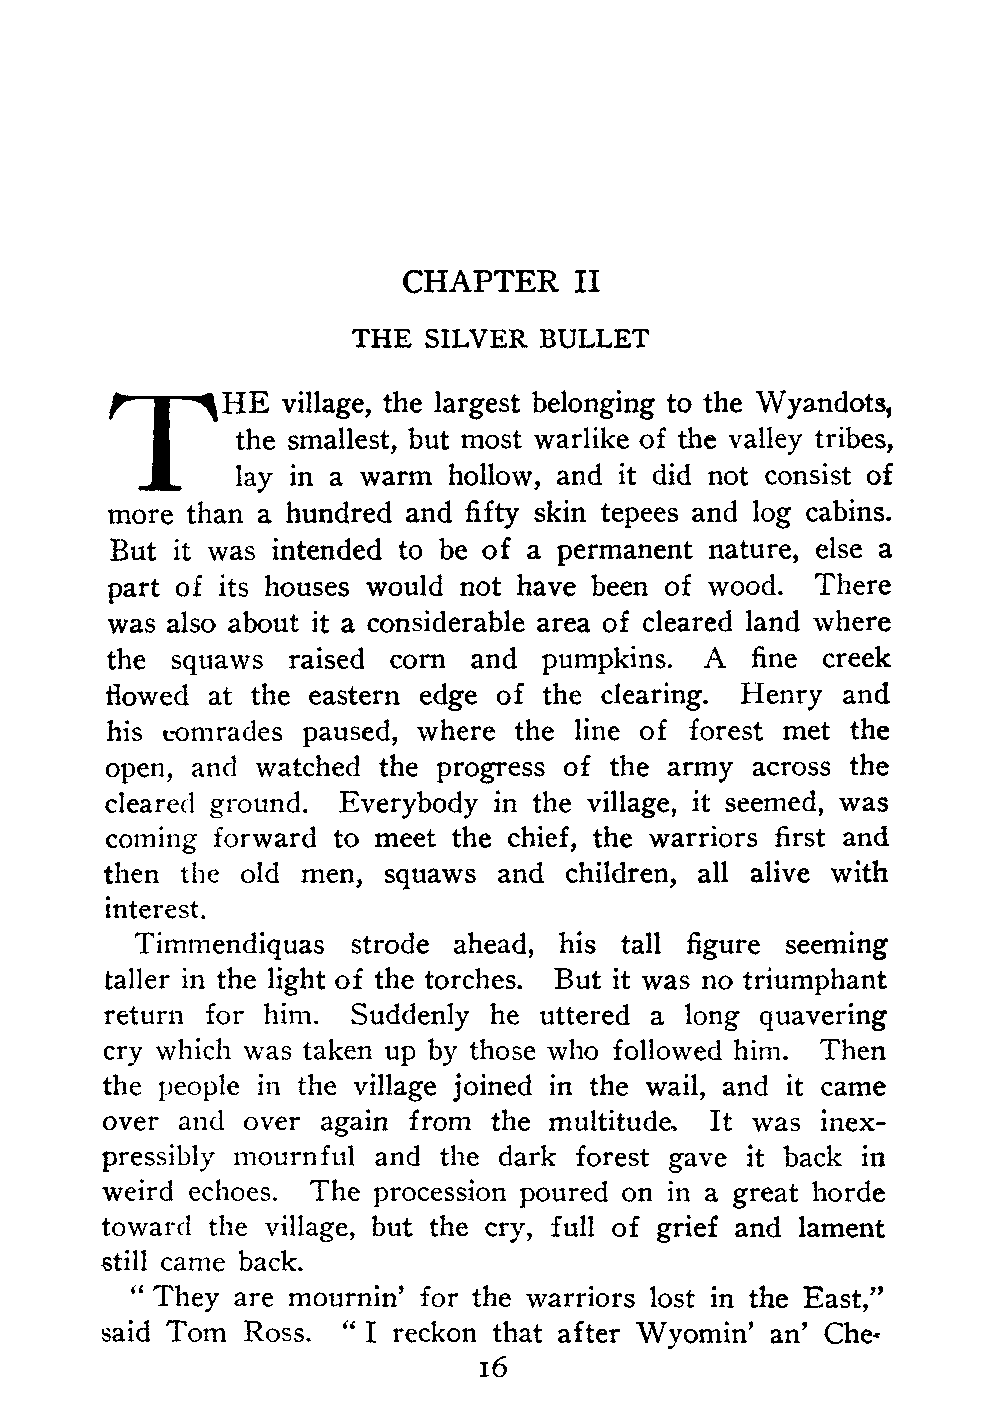 CHAPTER II
THE SILVER BULLET
THE village, the largest belonging to the Wyandots,
the smallest, but most warlike of the valley tribes,
lay in a warm hollow, and it did not consist of
more than a hundred and fifty skin tepees and log cabins.
But it was intended to be of a permanent nature, else a
part of its houses would not have been of wood. There
was also about it a considerable area of cleared land where
the squaws raised corn and pumpkins. A fine creek
flowed at the eastern edge of the clearing. Henry and
his comrades paused, where the line of forest met the
open, and watched the progress of the army across the
cleared ground. Everybody in the village, it seemed, was
coming forward to meet the chief, the warriors first and
then the old men, squaws and children, all alive with
interest.
Timmendiquas strode ahead, his tall figure seeming
taller in the light of the torches. But it was no triumphant
return for him. Suddenly he uttered a long quavering
cry which was taken up by those who followed him. Then
the people in the village joined in the wail, and it came
over and over again from the multitude. It was inex-
pressibly mournful and the dark forest gave it back in
weird echoes. The procession poured on in a great horde
toward the village, but the cry, full of grief and lament
still came back.
“ They are mournin’ for the warriors lost in the East,”
said Tom Ross. “ I reckon that after Wyomin’ an’ Che-
16